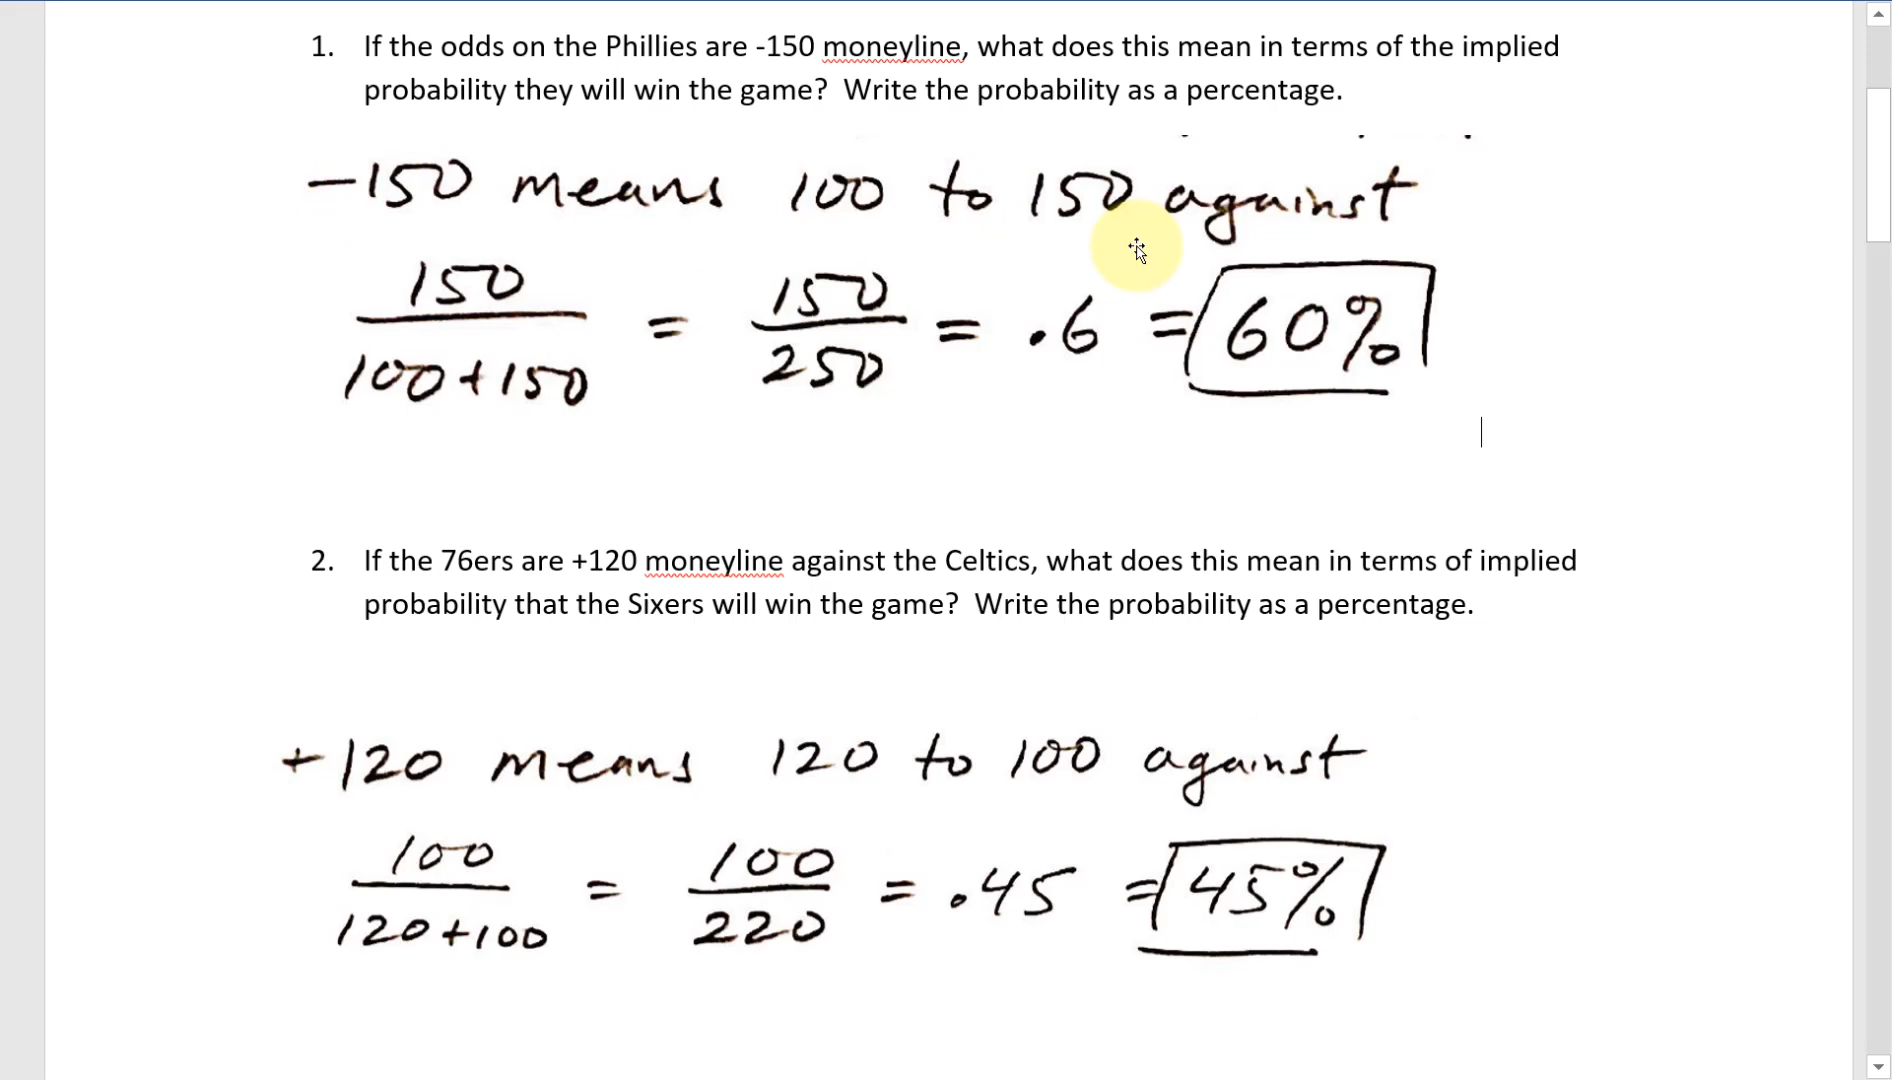 1. If the odds on the Phillies are -150 moneyline, what does this mean in terms of the implied
probability they will win the game? Write the probability as a percentage.
-150 means 100 to 150 against
150/100+150 = 150/250 = .6 = 60%
2. If the 76ers are +120 moneyline against the Celtics, what does this mean in terms of implied
probability that the Sixers will win the game? Write the probability as a percentage.
+120 means 120 to 100 against
100/120+100 = 100/220 = .45 = 45%